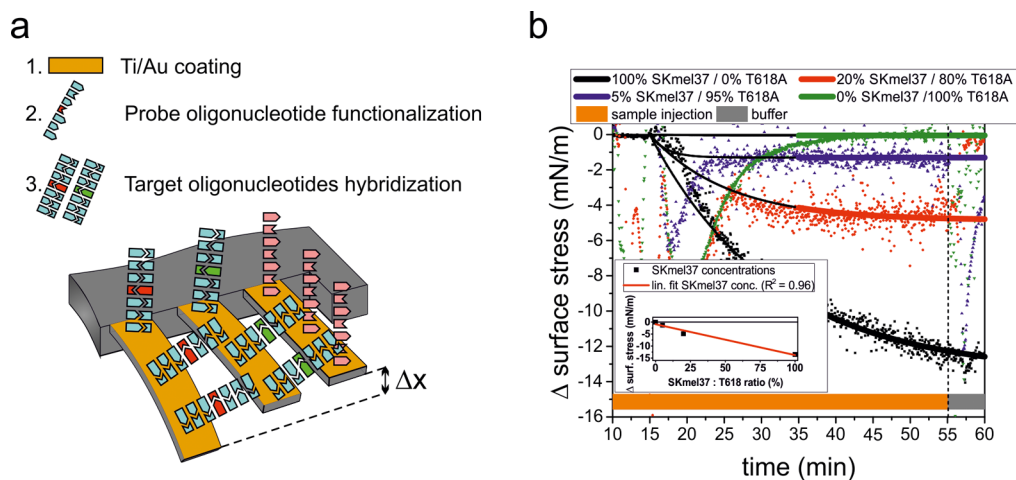 a
1. Ti/Au coating
2. Probe oligonucleotide functionalization
3. Target oligonucleotides hybridization
Δx
b
100% SKmel37 / 0% T618A 20% SKmel37 / 80% T618A
5% SKmel37 / 95% T618A 0% SKmel37 /100% T618A
sample injection buffer
Δ surface stress (mN/m)
0
-2
-4
-6
-8
-10
-12
-14
-16
10 15 20 25 30 35 40 45 50 55 60
time (min)
SKmel37 concentrations
lin. fit SKmel37 conc. (R² = 0.96)
Δ surf. stress (mN/m)
0
-5
-10
-15
0 25 50 75 100
SKmel37 : T618 ratio (%)